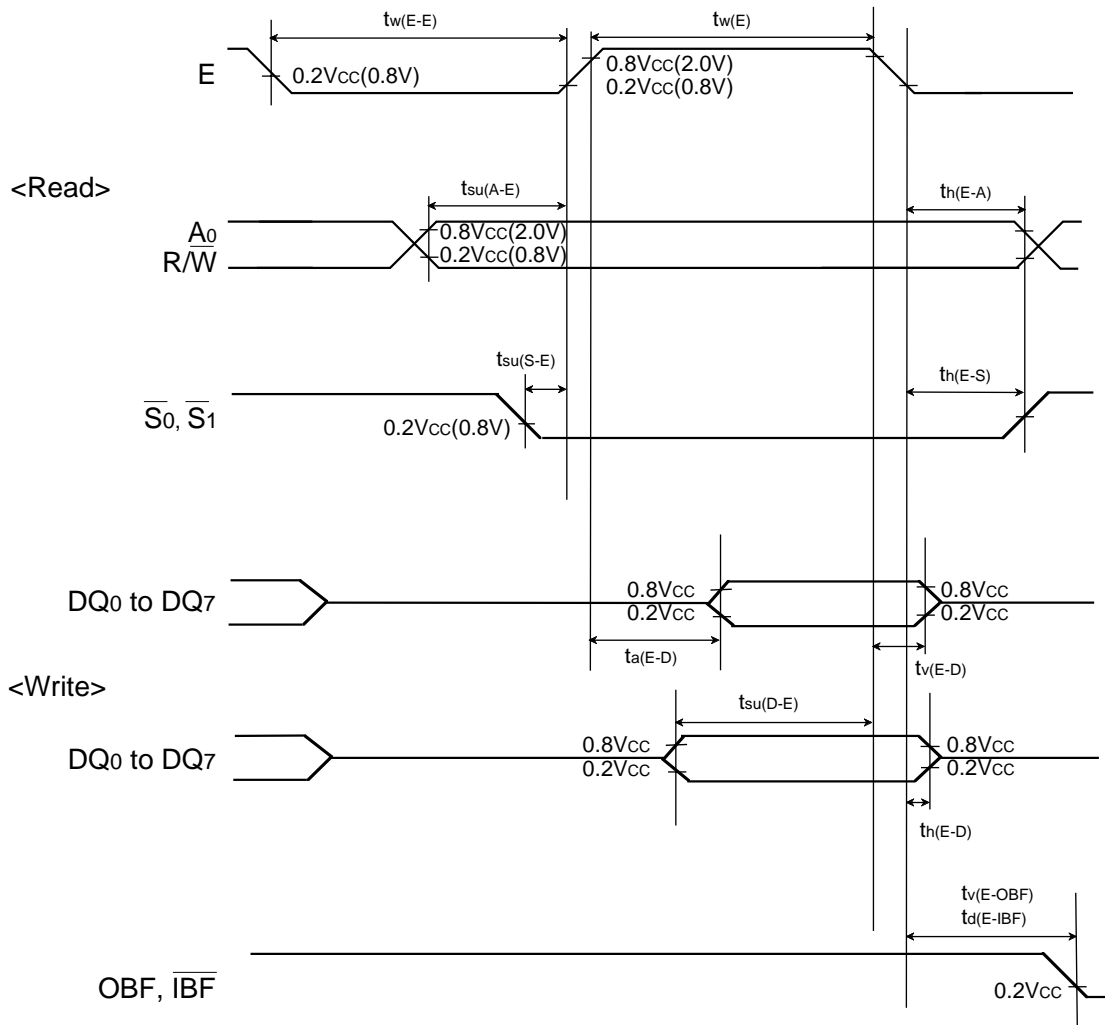 tw(E-E)
tw(E)
E
0.2VCC(0.8V)
0.8VCC(2.0V)
0.2VCC(0.8V)
<Read>
tsu(A-E)
th(E-A)
A0
R/W̅
0.8VCC(2.0V)
0.2VCC(0.8V)
tsu(S-E)
th(E-S)
S̅0, S̅1
0.2VCC(0.8V)
DQ0 to DQ7
0.8VCC
0.2VCC
0.8VCC
0.2VCC
ta(E-D)
tv(E-D)
<Write>
tsu(D-E)
DQ0 to DQ7
0.8VCC
0.2VCC
0.8VCC
0.2VCC
th(E-D)
tv(E-OBF)
td(E-IBF)
OBF, I̅B̅F̅
0.2VCC